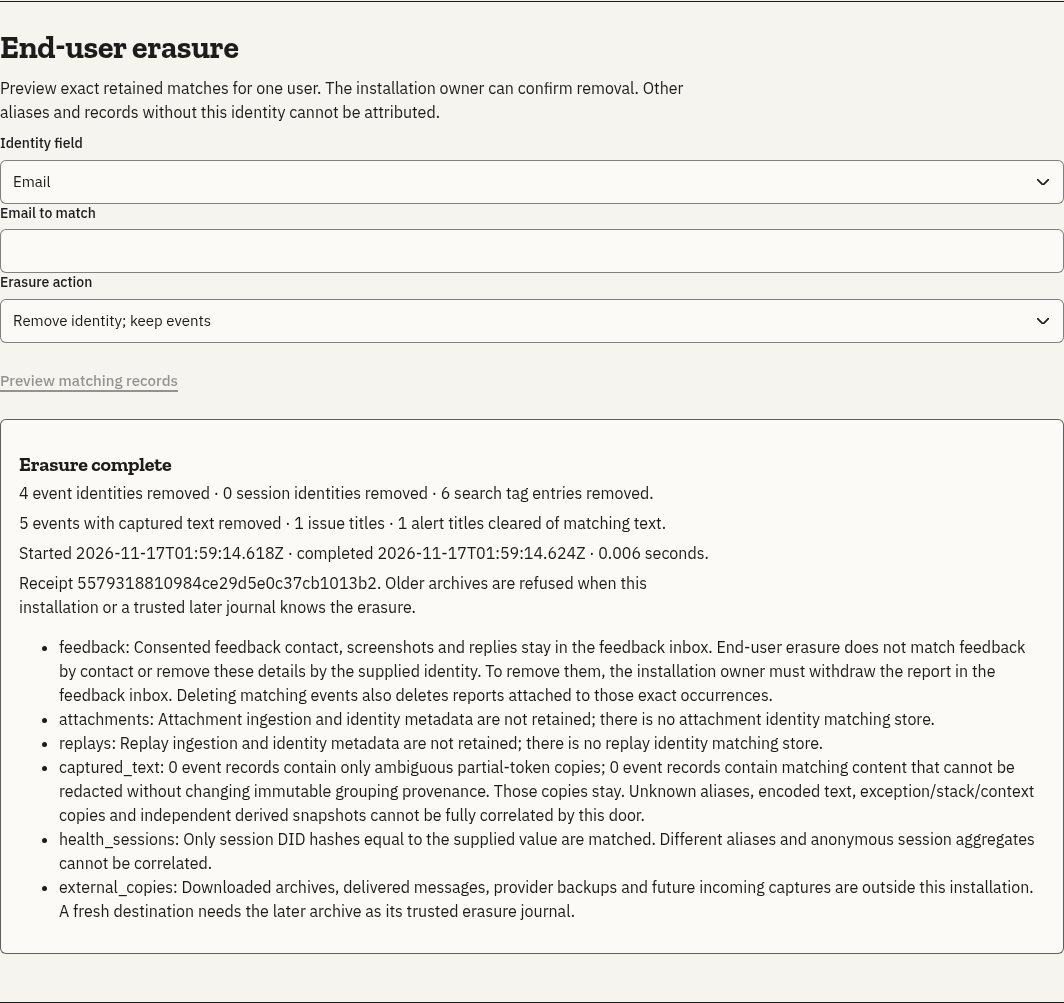 End-user erasure
Preview exact retained matches for one user. The installation owner can confirm removal. Other
aliases and records without this identity cannot be attributed.
Identity field
Email
Email to match
Erasure action
Remove identity; keep events
Preview matching records
Erasure complete
4 event identities removed · 0 session identities removed · 6 search tag entries removed.
5 events with captured text removed · 1 issue titles · 1 alert titles cleared of matching text.
Started 2026-11-17T01:59:14.618Z · completed 2026-11-17T01:59:14.624Z · 0.006 seconds.
Receipt 5579318810984ce29d5e0c37cb1013b2. Older archives are refused when this
installation or a trusted later journal knows the erasure.
• feedback: Consented feedback contact, screenshots and replies stay in the feedback inbox. End-user erasure does not match feedback
by contact or remove these details by the supplied identity. To remove them, the installation owner must withdraw the report in the
feedback inbox. Deleting matching events also deletes reports attached to those exact occurrences.
• attachments: Attachment ingestion and identity metadata are not retained; there is no attachment identity matching store.
• replays: Replay ingestion and identity metadata are not retained; there is no replay identity matching store.
• captured_text: 0 event records contain only ambiguous partial-token copies; 0 event records contain matching content that cannot be
redacted without changing immutable grouping provenance. Those copies stay. Unknown aliases, encoded text, exception/stack/context
copies and independent derived snapshots cannot be fully correlated by this door.
• health_sessions: Only session DID hashes equal to the supplied value are matched. Different aliases and anonymous session aggregates
cannot be correlated.
• external_copies: Downloaded archives, delivered messages, provider backups and future incoming captures are outside this installation.
A fresh destination needs the later archive as its trusted erasure journal.